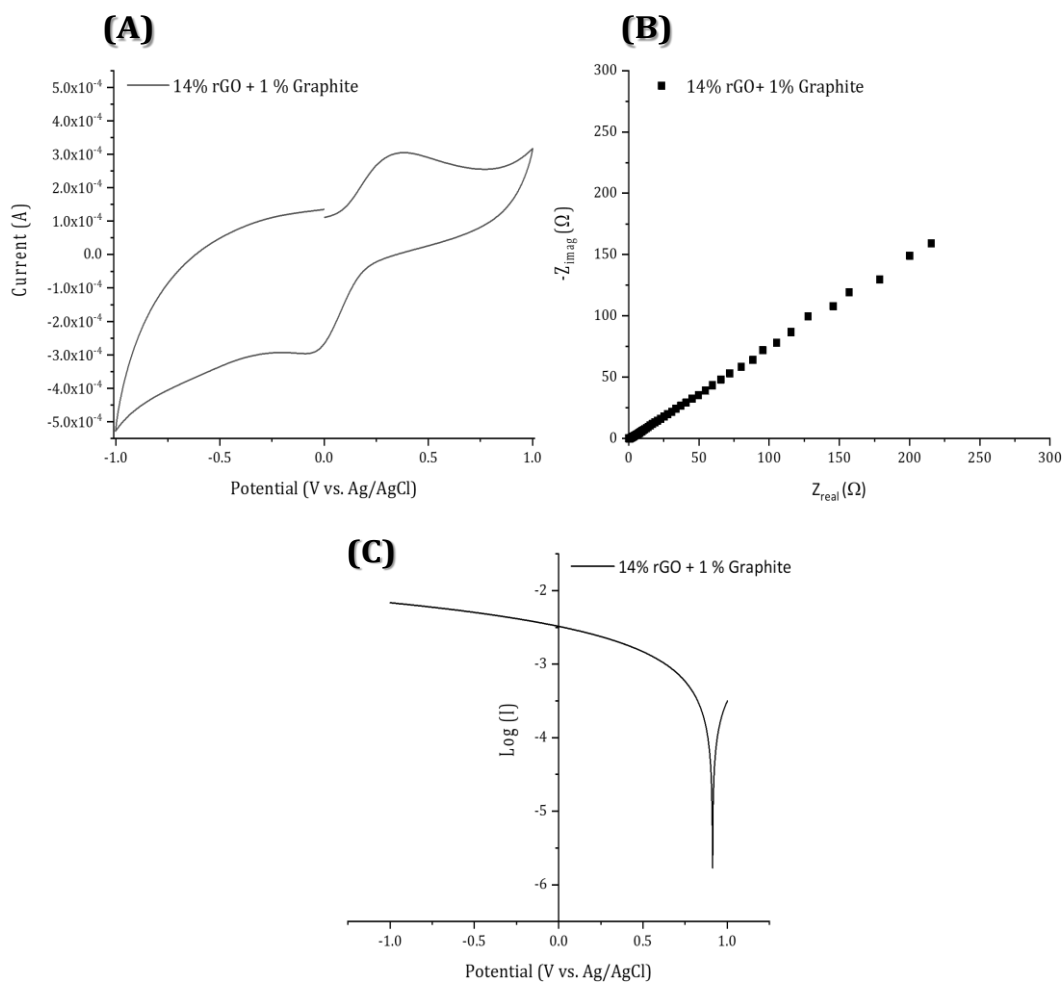 (A)
14% rGO + 1 % Graphite
5.0x10⁻⁴
4.0x10⁻⁴
3.0x10⁻⁴
2.0x10⁻⁴
1.0x10⁻⁴
0.0
-1.0x10⁻⁴
-2.0x10⁻⁴
-3.0x10⁻⁴
-4.0x10⁻⁴
-5.0x10⁻⁴
Current (A)
-1.0 -0.5 0.0 0.5 1.0
Potential (V vs. Ag/AgCl)
(B)
14% rGO+ 1% Graphite
300
250
200
150
100
50
0
-Zimag (Ω)
0 50 100 150 200 250 300
Zreal (Ω)
(C)
14% rGO + 1 % Graphite
-2
-3
-4
-5
-6
Log (I)
-1.0 -0.5 0.0 0.5 1.0
Potential (V vs. Ag/AgCl)